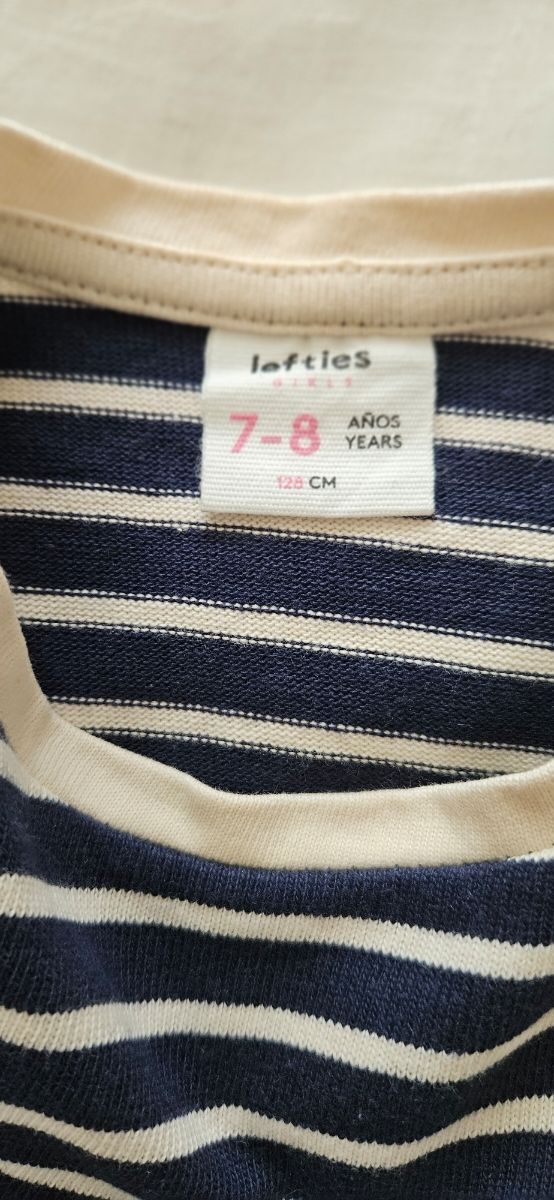 lefties
GIRLS
7-8 AÑOS
YEARS
128 CM